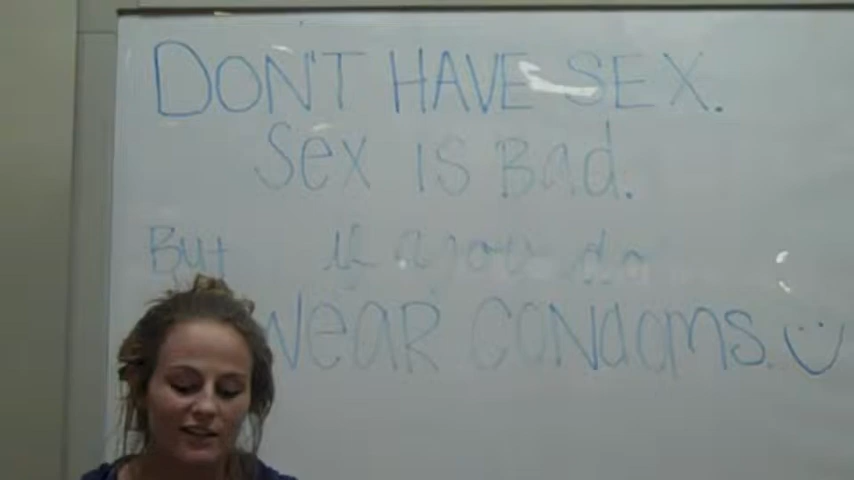 DON'T HAVE SEX.
Sex is Bad.
But if you do
WEAR CONDOMS.